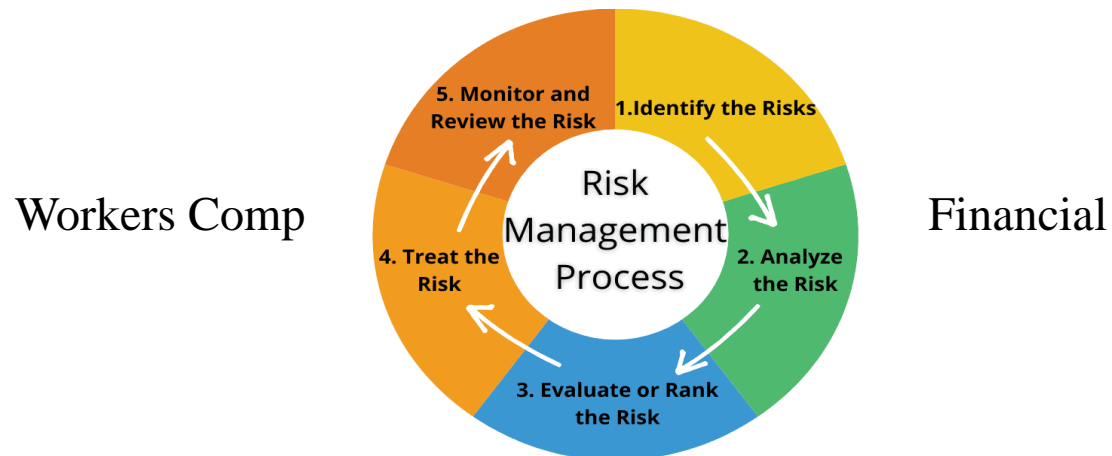 Workers Comp
5. Monitor and
Review the Risk
1.Identify the Risks
Risk
Management
Process
4. Treat the
Risk
2. Analyze
the Risk
3. Evaluate or Rank
the Risk
Financial